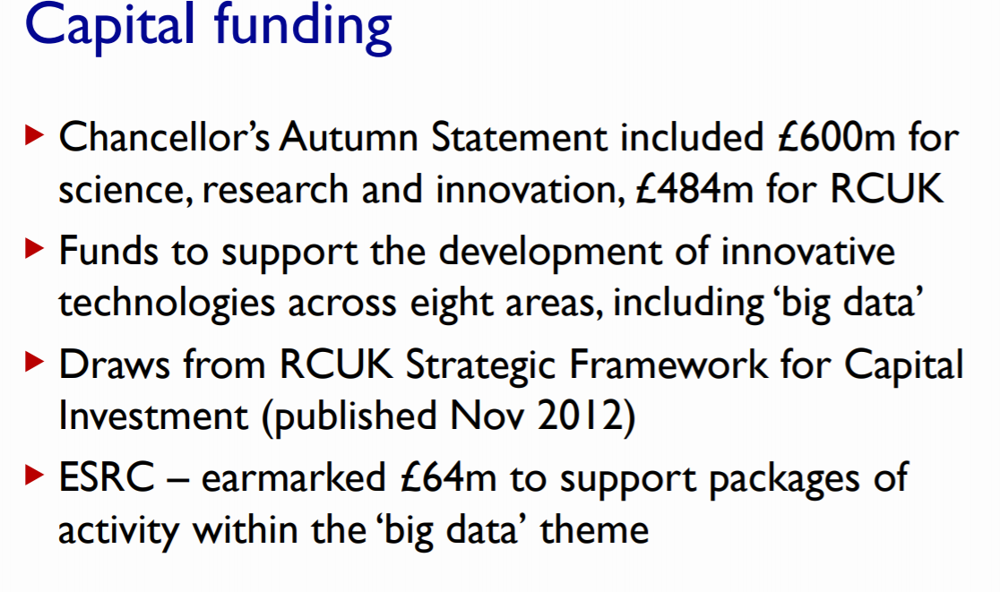 Capital funding
Chancellor’s Autumn Statement included £600m for
science, research and innovation, £484m for RCUK
Funds to support the development of innovative
technologies across eight areas, including ‘big data’
Draws from RCUK Strategic Framework for Capital
Investment (published Nov 2012)
ESRC – earmarked £64m to support packages of
activity within the ‘big data’ theme